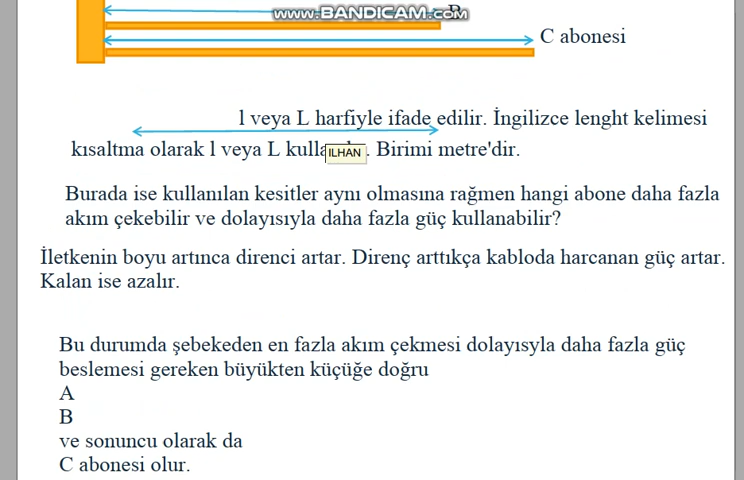 www.BANDICAM.com
B
C abonesi
l veya L harfiyle ifade edilir. İngilizce lenght kelimesi
kısaltma olarak l veya L . Birimi metre'dir.
ILHAN
Burada ise kullanılan kesitler aynı olmasına rağmen hangi abone daha fazla
akım çekebilir ve dolayısıyla daha fazla güç kullanabilir?
İletkenin boyu artınca direnci artar. Direnç arttıkça kabloda harcanan güç artar.
Kalan ise azalır.
Bu durumda şebekeden en fazla akım çekmesi dolayısyla daha fazla güç
beslemesi gereken büyükten küçüğe doğru
A
B
ve sonuncu olarak da
C abonesi olur.